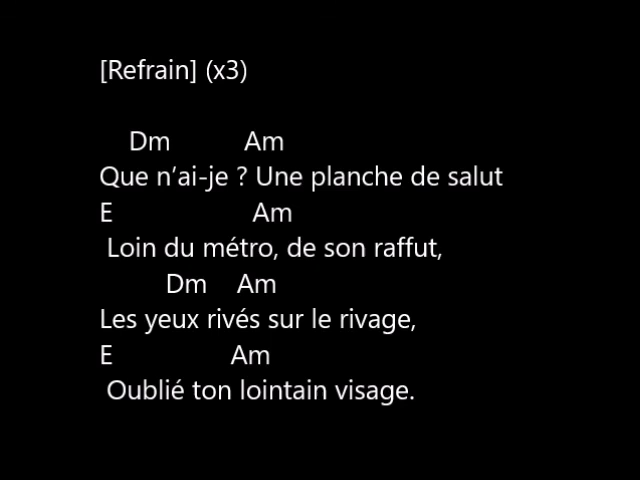 [Refrain] (x3)
Dm Am
Que n’ai-je ? Une planche de salut
E Am
Loin du métro, de son raffut,
Dm Am
Les yeux rivés sur le rivage,
E Am
Oublié ton lointain visage.